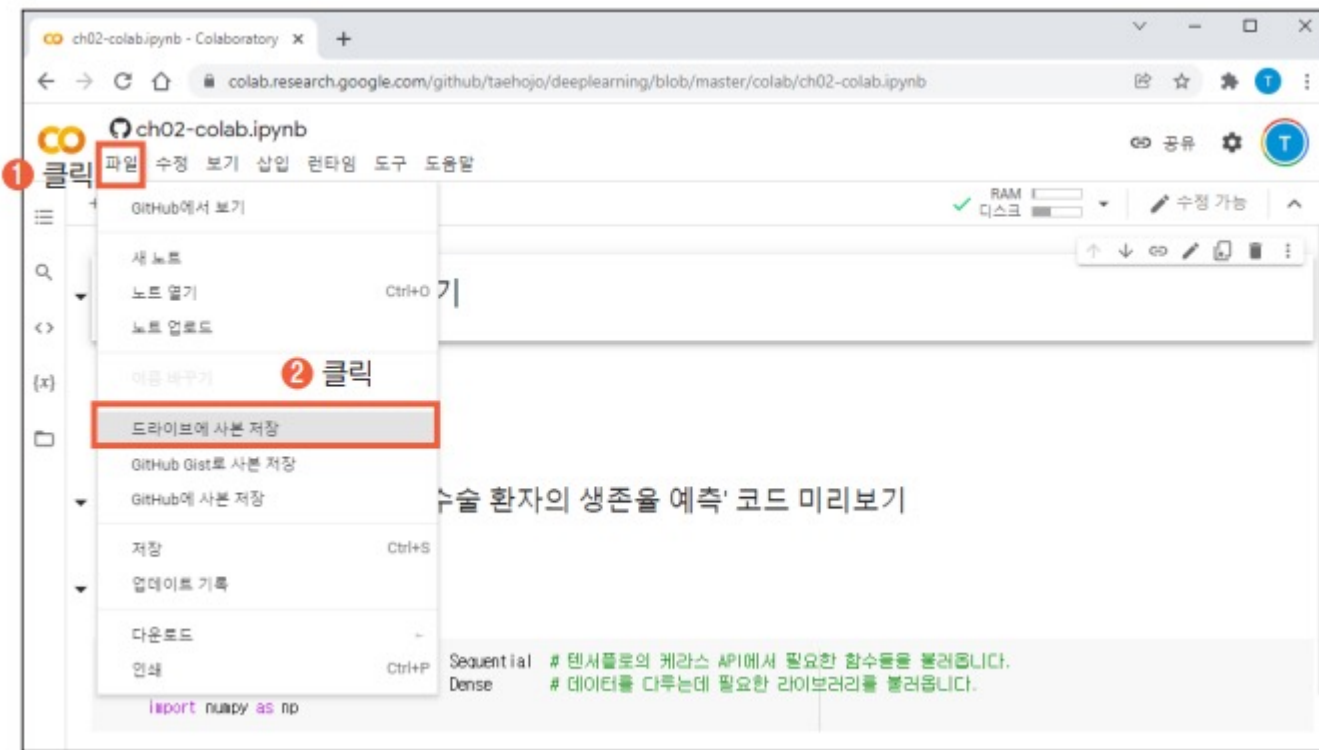 ch02-colab.ipynb - Colaboratory
colab.research.google.com/github/taehojo/deeplearning/blob/master/colab/ch02-colab.ipynb
T
ch02-colab.ipynb
공유
T
1 클릭
파일 수정 보기 삽입 런타임 도구 도움말
RAM
디스크
수정 가능
GitHub에서 보기
새 노트
노트 열기 Ctrl+O
기
노트 업로드
이름 바꾸기
2 클릭
드라이브에 사본 저장
GitHub Gist로 사본 저장
GitHub에 사본 저장
수술 환자의 생존율 예측' 코드 미리보기
저장 Ctrl+S
업데이트 기록
다운로드
인쇄 Ctrl+P
Sequential # 텐서플로의 케라스 API에서 필요한 함수들을 불러옵니다.
Dense # 데이터를 다루는데 필요한 라이브러리를 불러옵니다.
import numpy as np